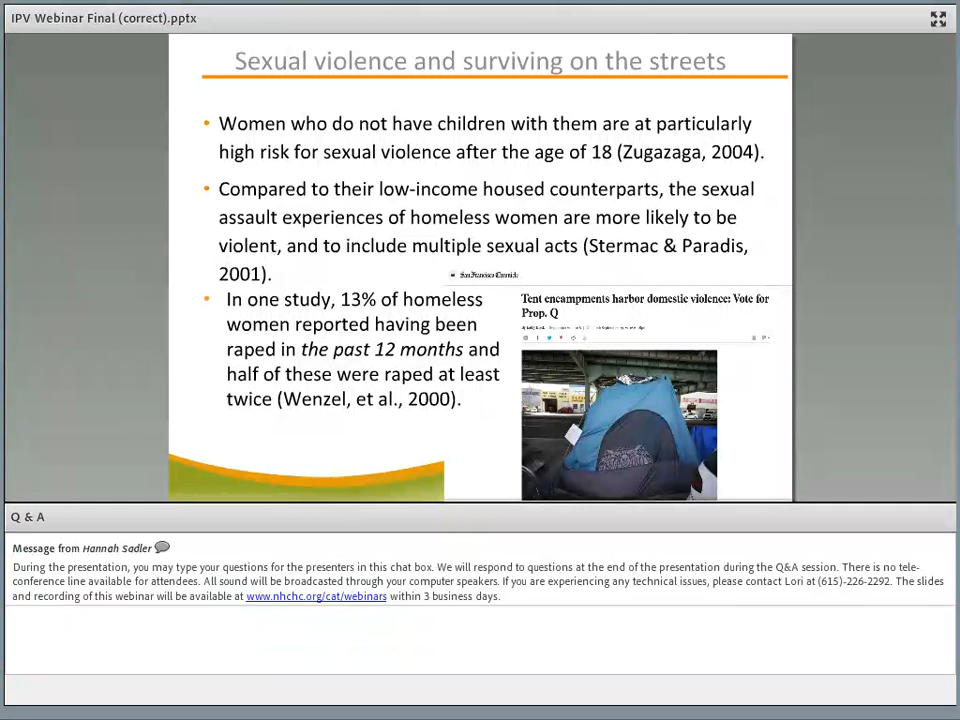 IPV Webinar Final (correct).pptx
Sexual violence and surviving on the streets
• Women who do not have children with them are at particularly
high risk for sexual violence after the age of 18 (Zugazaga, 2004).
• Compared to their low-income housed counterparts, the sexual
assault experiences of homeless women are more likely to be
violent, and to include multiple sexual acts (Stermac & Paradis,
2001).
San Francisco Chronicle
• In one study, 13% of homeless
women reported having been
raped in the past 12 months and
half of these were raped at least
twice (Wenzel, et al., 2000).
Tent encampments harbor domestic violence: Vote for
Prop. Q
Q & A
Message from Hannah Sadler
During the presentation, you may type your questions for the presenters in this chat box. We will respond to questions at the end of the presentation during the Q&A session. There is no tele-
conference line available for attendees. All sound will be broadcasted through your computer speakers. If you are experiencing any technical issues, please contact Lori at (615)-226-2292. The slides
and recording of this webinar will be available at www.nhchc.org/cat/webinars within 3 business days.